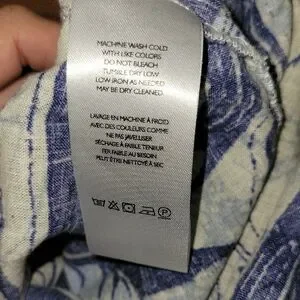 MACHINE WASH COLD
WITH LIKE COLORS
DO NOT BLEACH
TUMBLE DRY LOW
LOW IRON AS NEEDED
MAY BE DRY CLEANED
LAVAGE EN MACHINE À FROID
AVEC DES COULEURS COMME
NE PAS JAVELLISER
SÉCHAGE À FAIBLE TENEUR
FER FAIBLE AU BESOIN
PEUT ÊTRE NETTOYÉ À SEC